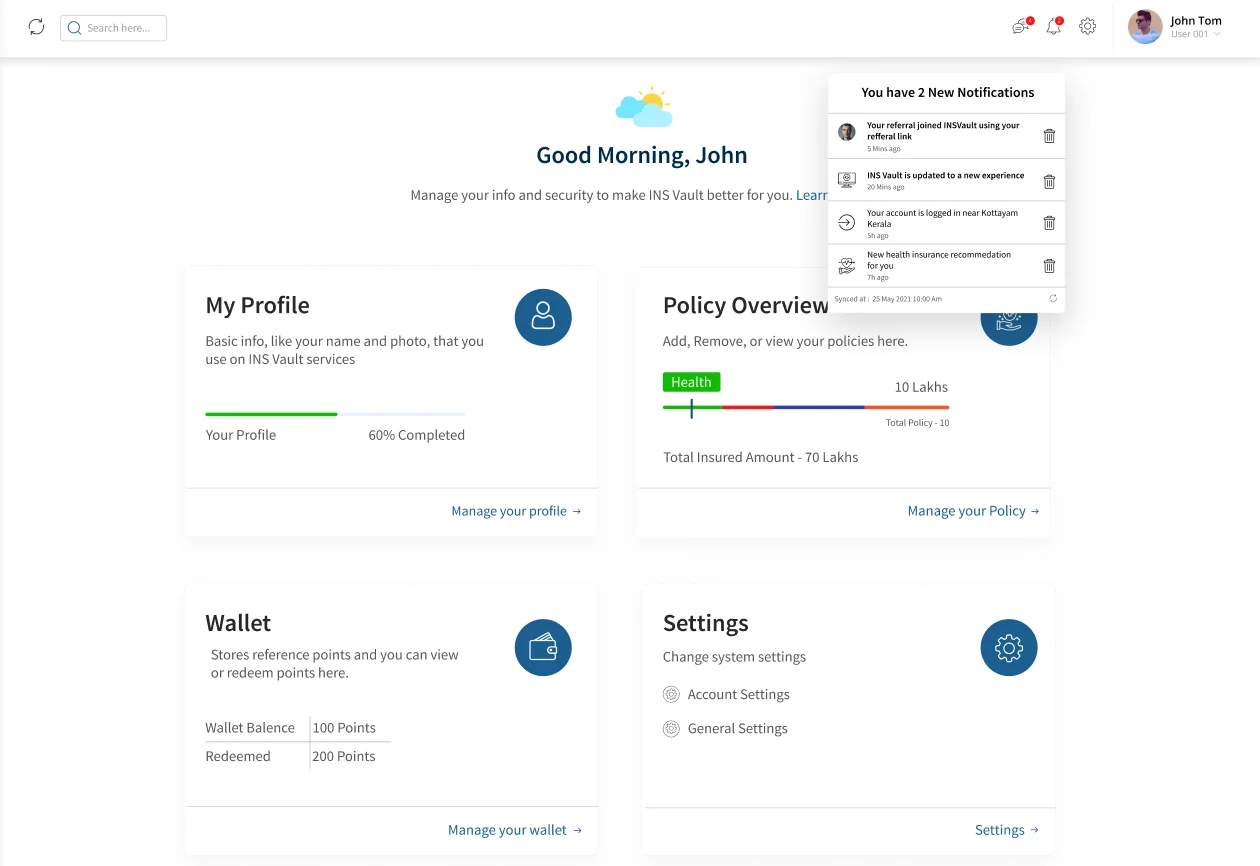 Search here...
4
2
John Tom
User 001
You have 2 New Notifications
Your referral joined INSVault using your
refferal link
5 Mins ago
INS Vault is updated to a new experience
20 Mins ago
Your account is logged in near Kottayam
Kerala
5h ago
New health insurance recommedation
for you
7h ago
Synced at : 25 May 2021 10:00 Am
Good Morning, John
Manage your info and security to make INS Vault better for you. Learn
My Profile
Basic info, like your name and photo, that you
use on INS Vault services
Your Profile 60% Completed
Manage your profile →
Policy Overview
Add, Remove, or view your policies here.
Health
10 Lakhs
Total Policy - 10
Total Insured Amount - 70 Lakhs
Manage your Policy →
Wallet
Stores reference points and you can view
or redeem points here.
Wallet Balence 100 Points
Redeemed 200 Points
Manage your wallet →
Settings
Change system settings
Account Settings
General Settings
Settings →